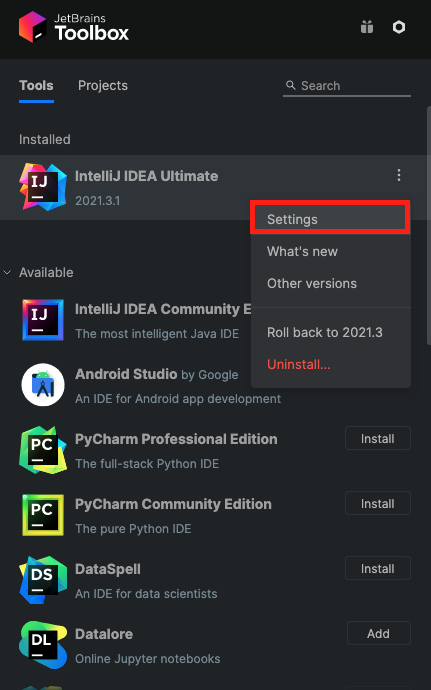 JetBrains
Toolbox
Tools
Projects
Search
Installed
IJ
IntelliJ IDEA Ultimate
2021.3.1
Settings
What's new
Other versions
Roll back to 2021.3
Uninstall...
Available
IJ
IntelliJ IDEA Community E
The most intelligent Java IDE
Android Studio by Google
An IDE for Android app development
PC
PyCharm Professional Edition
The full-stack Python IDE
Install
PC
PyCharm Community Edition
The pure Python IDE
Install
DS
DataSpell
An IDE for data scientists
Install
DL
Datalore
Online Jupyter notebooks
Add